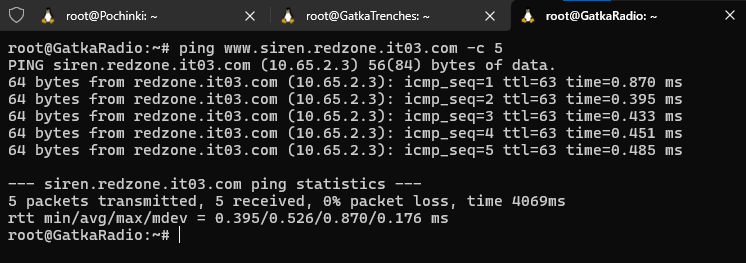 root@Pochinki: ~
root@GatkaTrenches: ~
root@GatkaRadio: ~
root@GatkaRadio:~# ping www.siren.redzone.it03.com -c 5
PING siren.redzone.it03.com (10.65.2.3) 56(84) bytes of data.
64 bytes from redzone.it03.com (10.65.2.3): icmp_seq=1 ttl=63 time=0.870 ms
64 bytes from redzone.it03.com (10.65.2.3): icmp_seq=2 ttl=63 time=0.395 ms
64 bytes from redzone.it03.com (10.65.2.3): icmp_seq=3 ttl=63 time=0.433 ms
64 bytes from redzone.it03.com (10.65.2.3): icmp_seq=4 ttl=63 time=0.451 ms
64 bytes from redzone.it03.com (10.65.2.3): icmp_seq=5 ttl=63 time=0.485 ms
--- siren.redzone.it03.com ping statistics ---
5 packets transmitted, 5 received, 0% packet loss, time 4069ms
rtt min/avg/max/mdev = 0.395/0.526/0.870/0.176 ms
root@GatkaRadio:~#